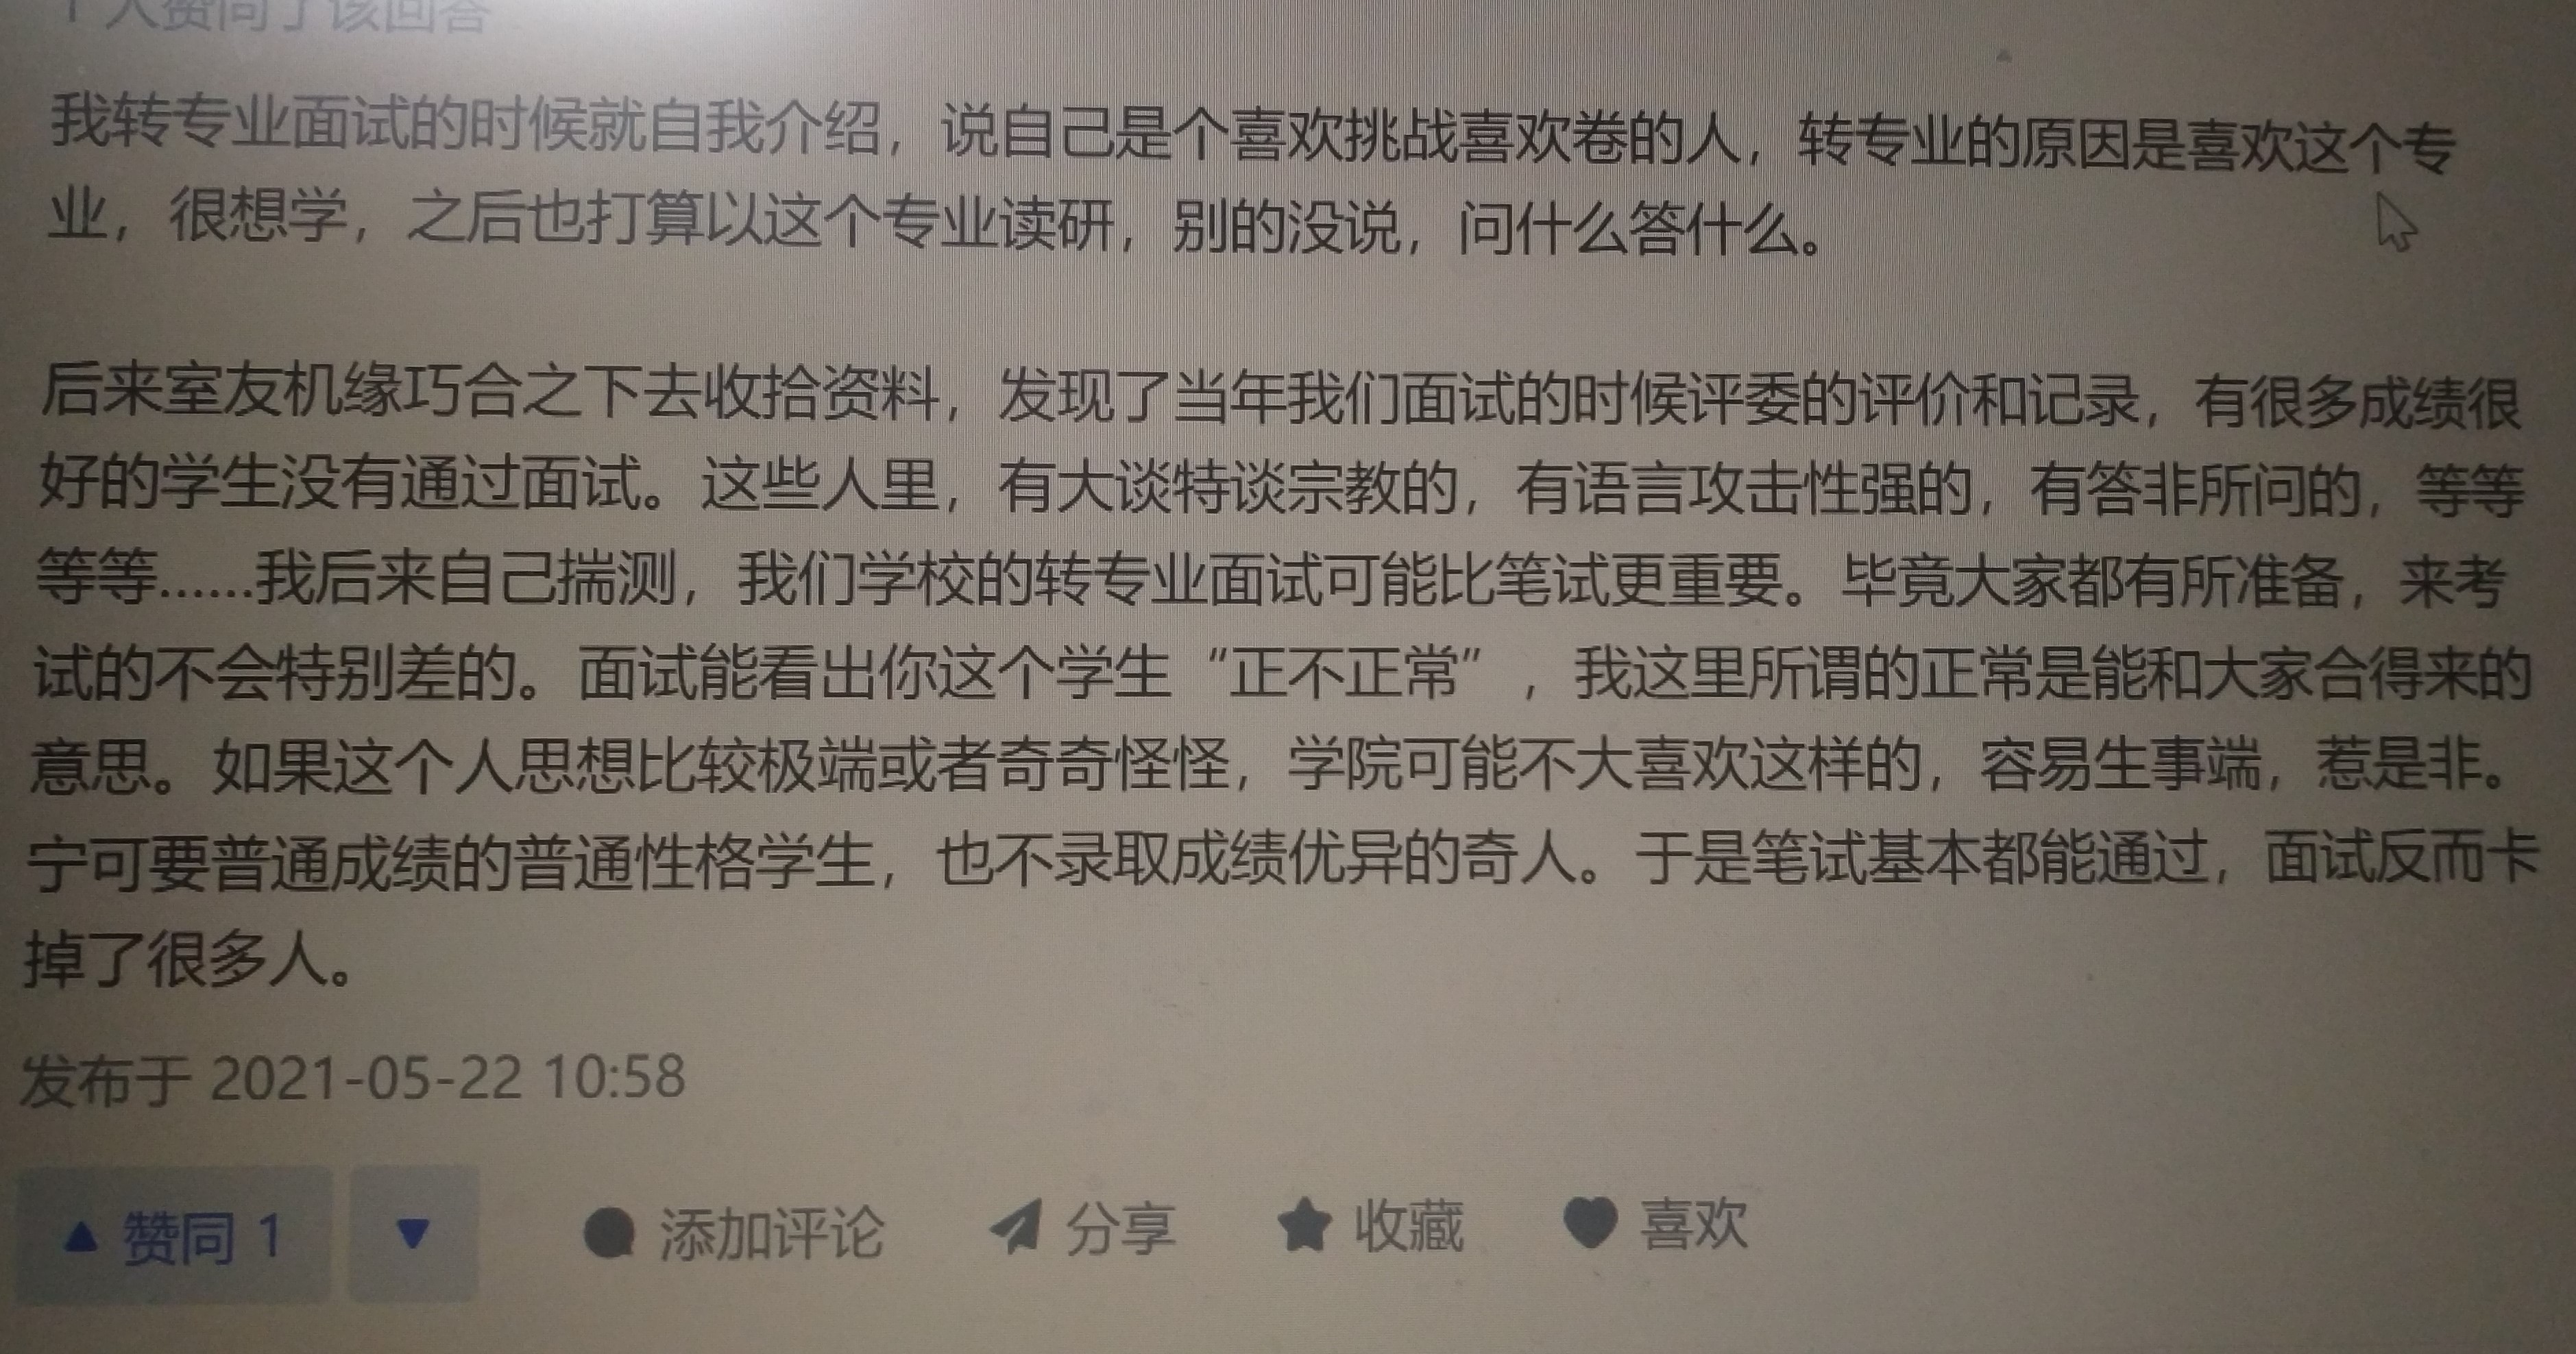 人赞同了该回答
我转专业面试的时候就自我介绍，说自己是个喜欢挑战喜欢卷的人，转专业的原因是喜欢这个专
业，很想学，之后也打算以这个专业读研，别的没说，问什么答什么。
后来室友机缘巧合之下去收拾资料，发现了当年我们面试的时候评委的评价和记录，有很多成绩很
好的学生没有通过面试。这些人里，有大谈特谈宗教的，有语言攻击性强的，有答非所问的，等等
等等......我后来自己揣测，我们学校的转专业面试可能比笔试更重要。毕竟大家都有所准备，来考
试的不会特别差的。面试能看出你这个学生“正不正常”，我这里所谓的正常是能和大家合得来的
意思。如果这个人思想比较极端或者奇奇怪怪，学院可能不大喜欢这样的，容易生事端，惹是非。
宁可要普通成绩的普通性格学生，也不录取成绩优异的奇人。于是笔试基本都能通过，面试反而卡
掉了很多人。
发布于 2021-05-22 10:58
赞同 1 添加评论 分享 收藏 喜欢